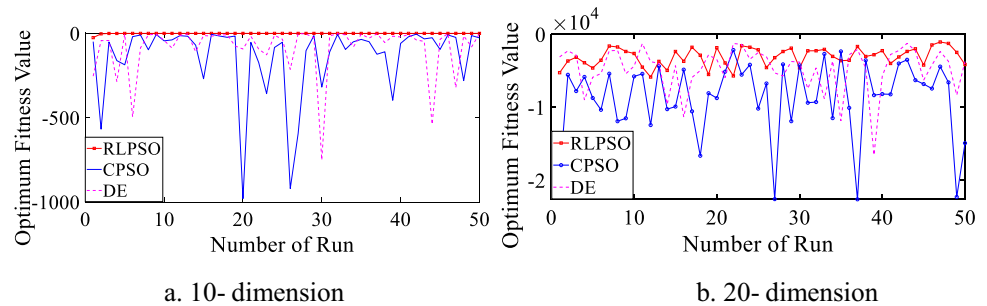 Optimum Fitness Value
0
-500
-1000
RLPSO
CPSO
DE
0 10 20 30 40 50
Number of Run
a. 10- dimension
×10⁴
Optimum Fitness Value
0
-1
-2
RLPSO
CPSO
DE
0 10 20 30 40 50
Number of Run
b. 20- dimension